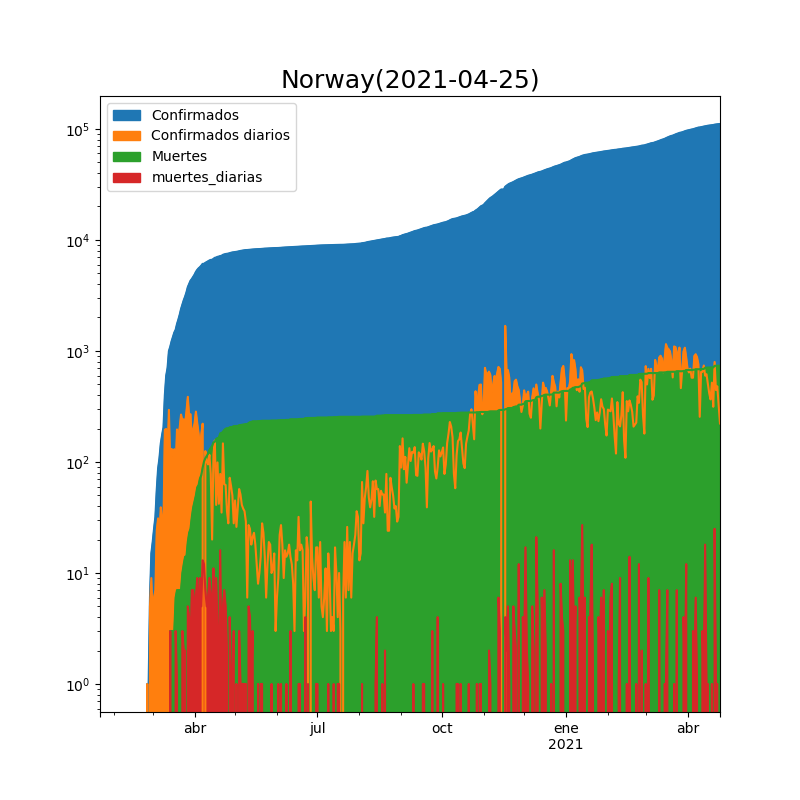 Norway(2021-04-25)
Confirmados
Confirmados diarios
Muertes
muertes_diarias
10^5
10^4
10^3
10^2
10^1
10^0
abr jul oct ene abr
2021